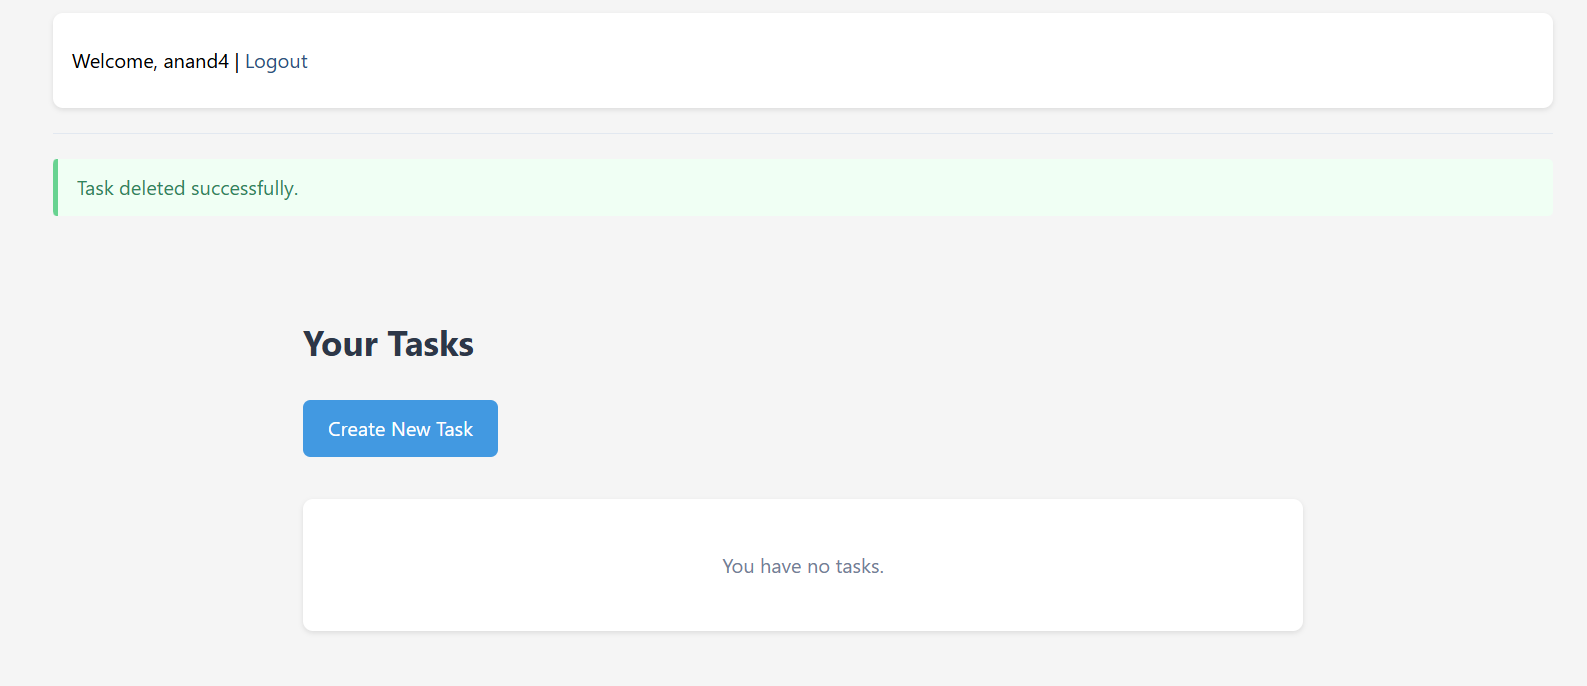 Welcome, anand4 | Logout
Task deleted successfully.
Your Tasks
Create New Task
You have no tasks.